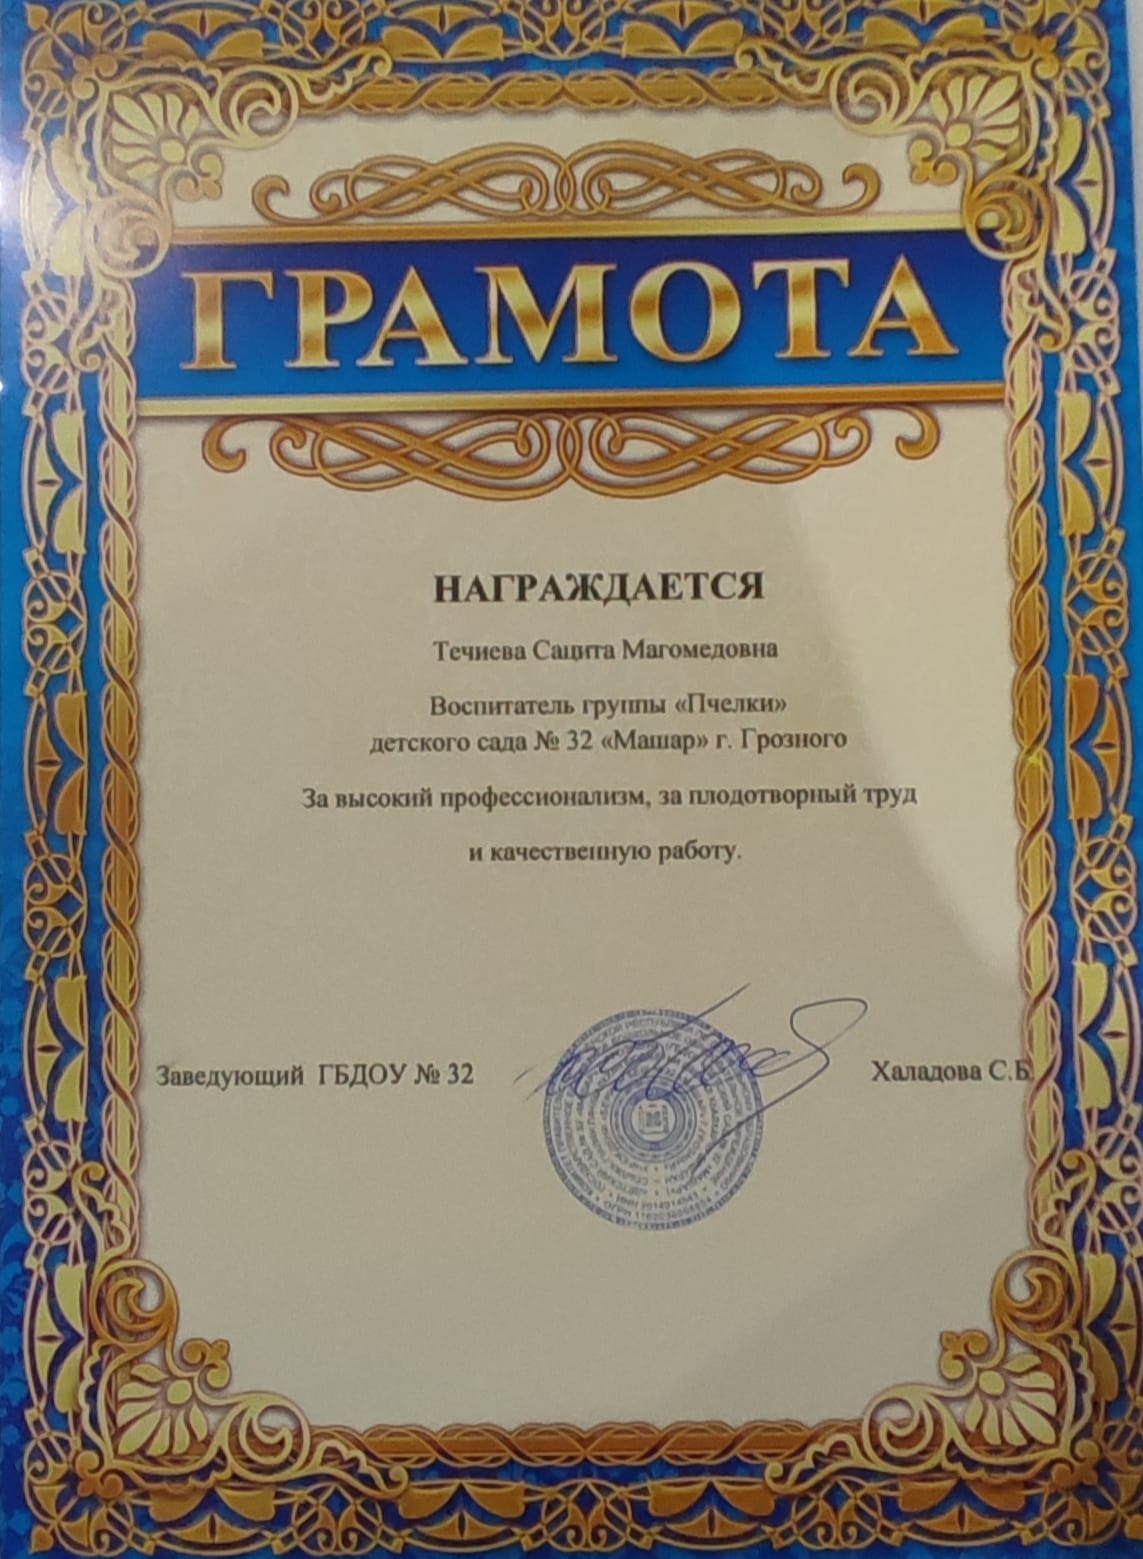 ГРАМОТА
НАГРАЖДАЕТСЯ
Течиева Сацита Магомедовна
Воспитатель группы «Пчелки»
детского сада № 32 «Машар» г. Грозного
За высокий профессионализм, за плодотворный труд
и качественную работу.
Заведующий ГБДОУ № 32 Халадова С.Б